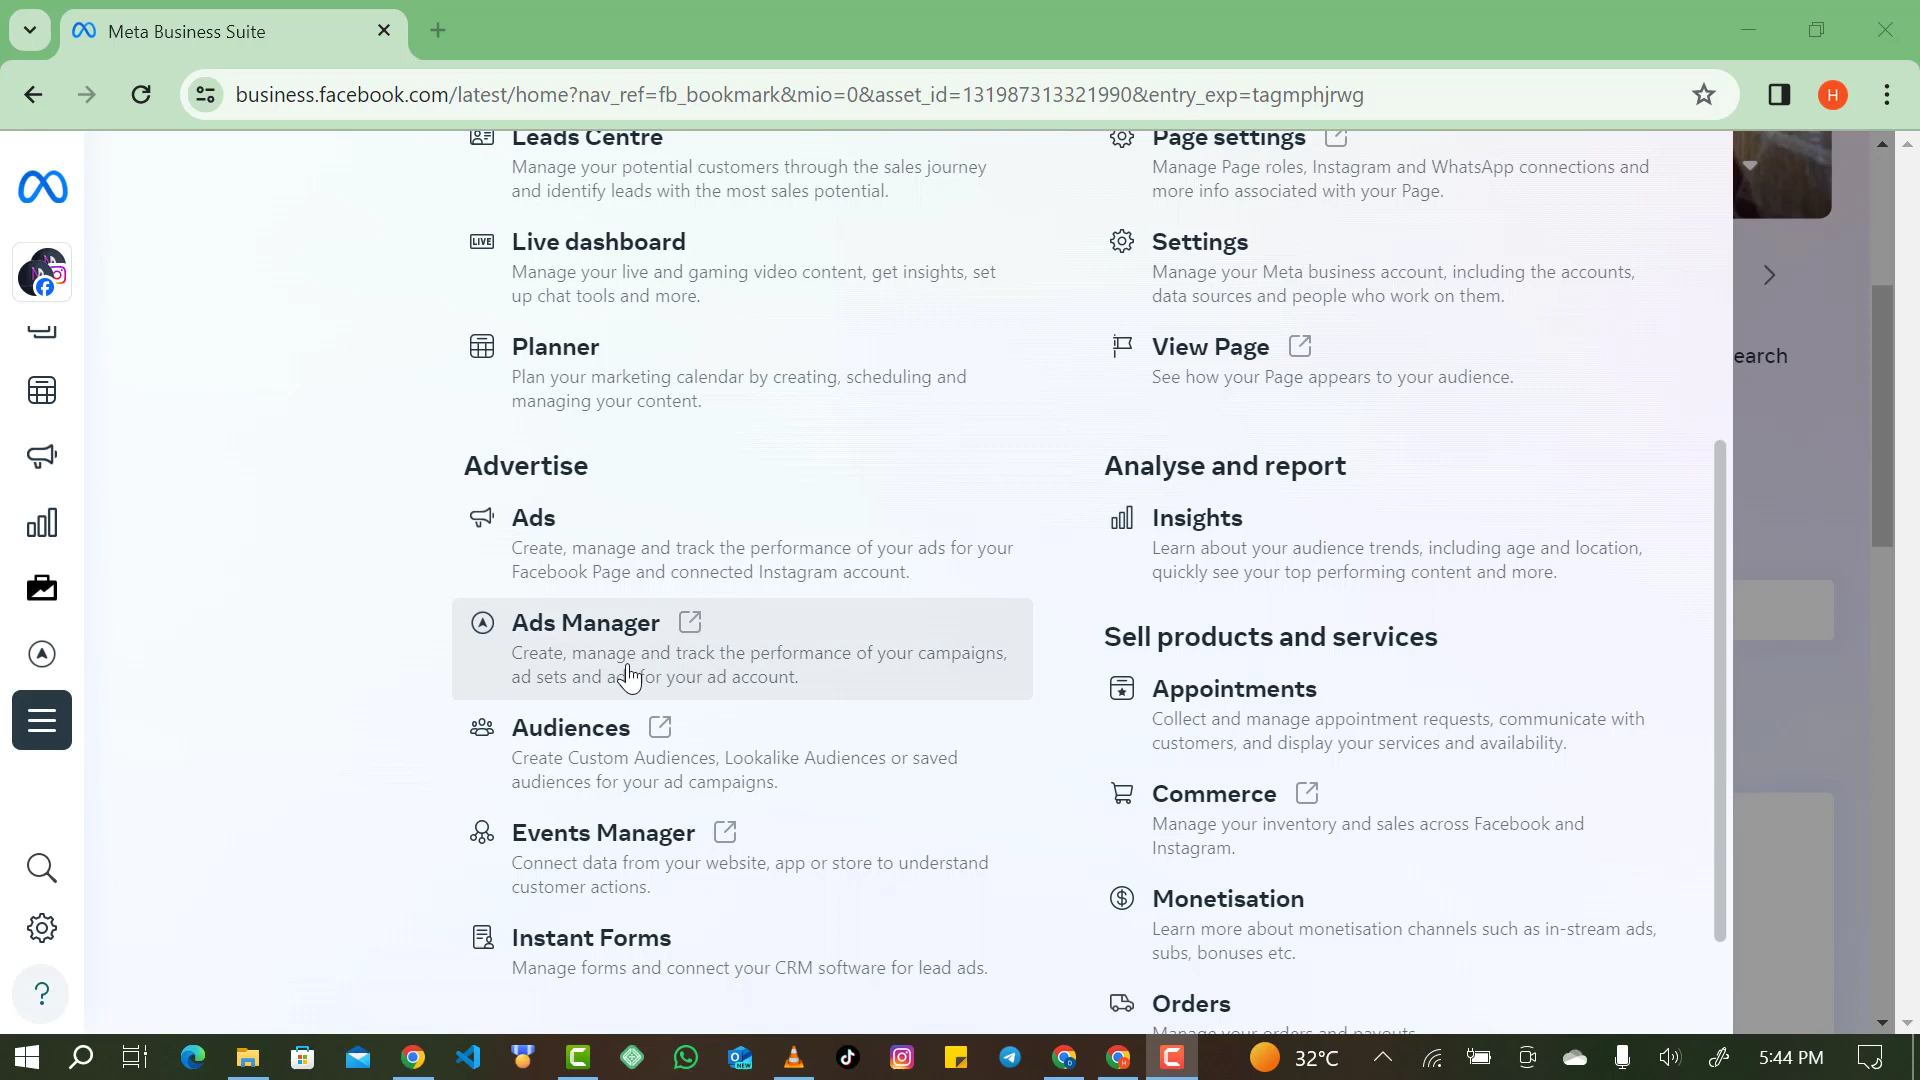 Meta Business Suite
business.facebook.com/latest/home?nav_ref=fb_bookmark&mio=0&asset_id=131987313321990&entry_exp=tagmphjrwg
H
Leads Centre
Manage your potential customers through the sales journey
and identify leads with the most sales potential.
LIVE
Live dashboard
Manage your live and gaming video content, get insights, set
up chat tools and more.
Planner
Plan your marketing calendar by creating, scheduling and
managing your content.
Advertise
Ads
Create, manage and track the performance of your ads for your
Facebook Page and connected Instagram account.
Ads Manager
Create, manage and track the performance of your campaigns,
ad sets and ads for your ad account.
Audiences
Create Custom Audiences, Lookalike Audiences or saved
audiences for your ad campaigns.
Events Manager
Connect data from your website, app or store to understand
customer actions.
Instant Forms
Manage forms and connect your CRM software for lead ads.
Page settings
Manage Page roles, Instagram and WhatsApp connections and
more info associated with your Page.
Settings
Manage your Meta business account, including the accounts,
data sources and people who work on them.
View Page
See how your Page appears to your audience.
Analyse and report
Insights
Learn about your audience trends, including age and location,
quickly see your top performing content and more.
Sell products and services
Appointments
Collect and manage appointment requests, communicate with
customers, and display your services and availability.
Commerce
Manage your inventory and sales across Facebook and
Instagram.
Monetisation
Learn more about monetisation channels such as in-stream ads,
subs, bonuses etc.
Orders
Manage your orders and payouts.
earch
32°C
5:44 PM